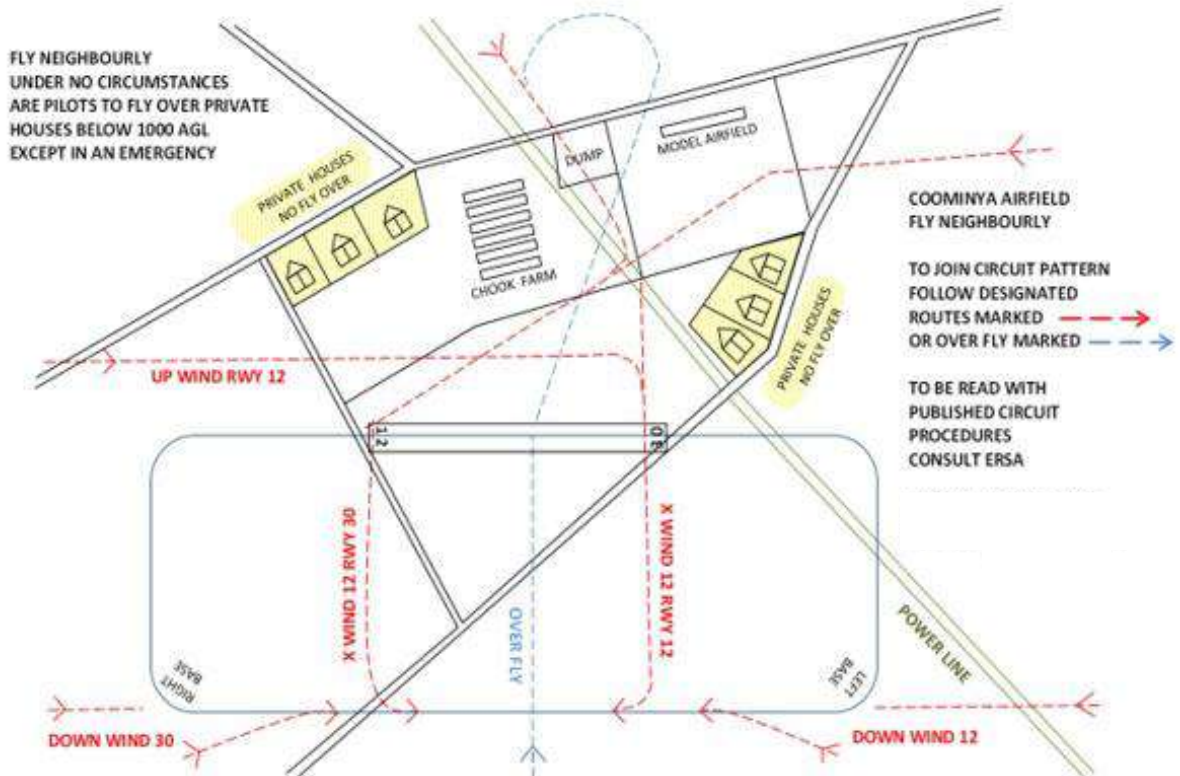 FLY NEIGHBOURLY
UNDER NO CIRCUMSTANCES
ARE PILOTS TO FLY OVER PRIVATE
HOUSES BELOW 1000 AGL
EXCEPT IN AN EMERGENCY
PRIVATE HOUSES
NO FLY OVER
DUMP
MODEL AIRFIELD
CHOOK FARM
COOMINYA AIRFIELD
FLY NEIGHBOURLY
TO JOIN CIRCUIT PATTERN
FOLLOW DESIGNATED
ROUTES MARKED
OR OVER FLY MARKED
TO BE READ WITH
PUBLISHED CIRCUIT
PROCEDURES
CONSULT ERSA
PRIVATE HOUSES
NO FLY OVER
UP WIND RWY 12
12
X WIND 12 RWY 30
X WIND 12 RWY 12
OVER FLY
POWER LINE
RIGHT
BASE
LEFT
BASE
DOWN WIND 30
DOWN WIND 12